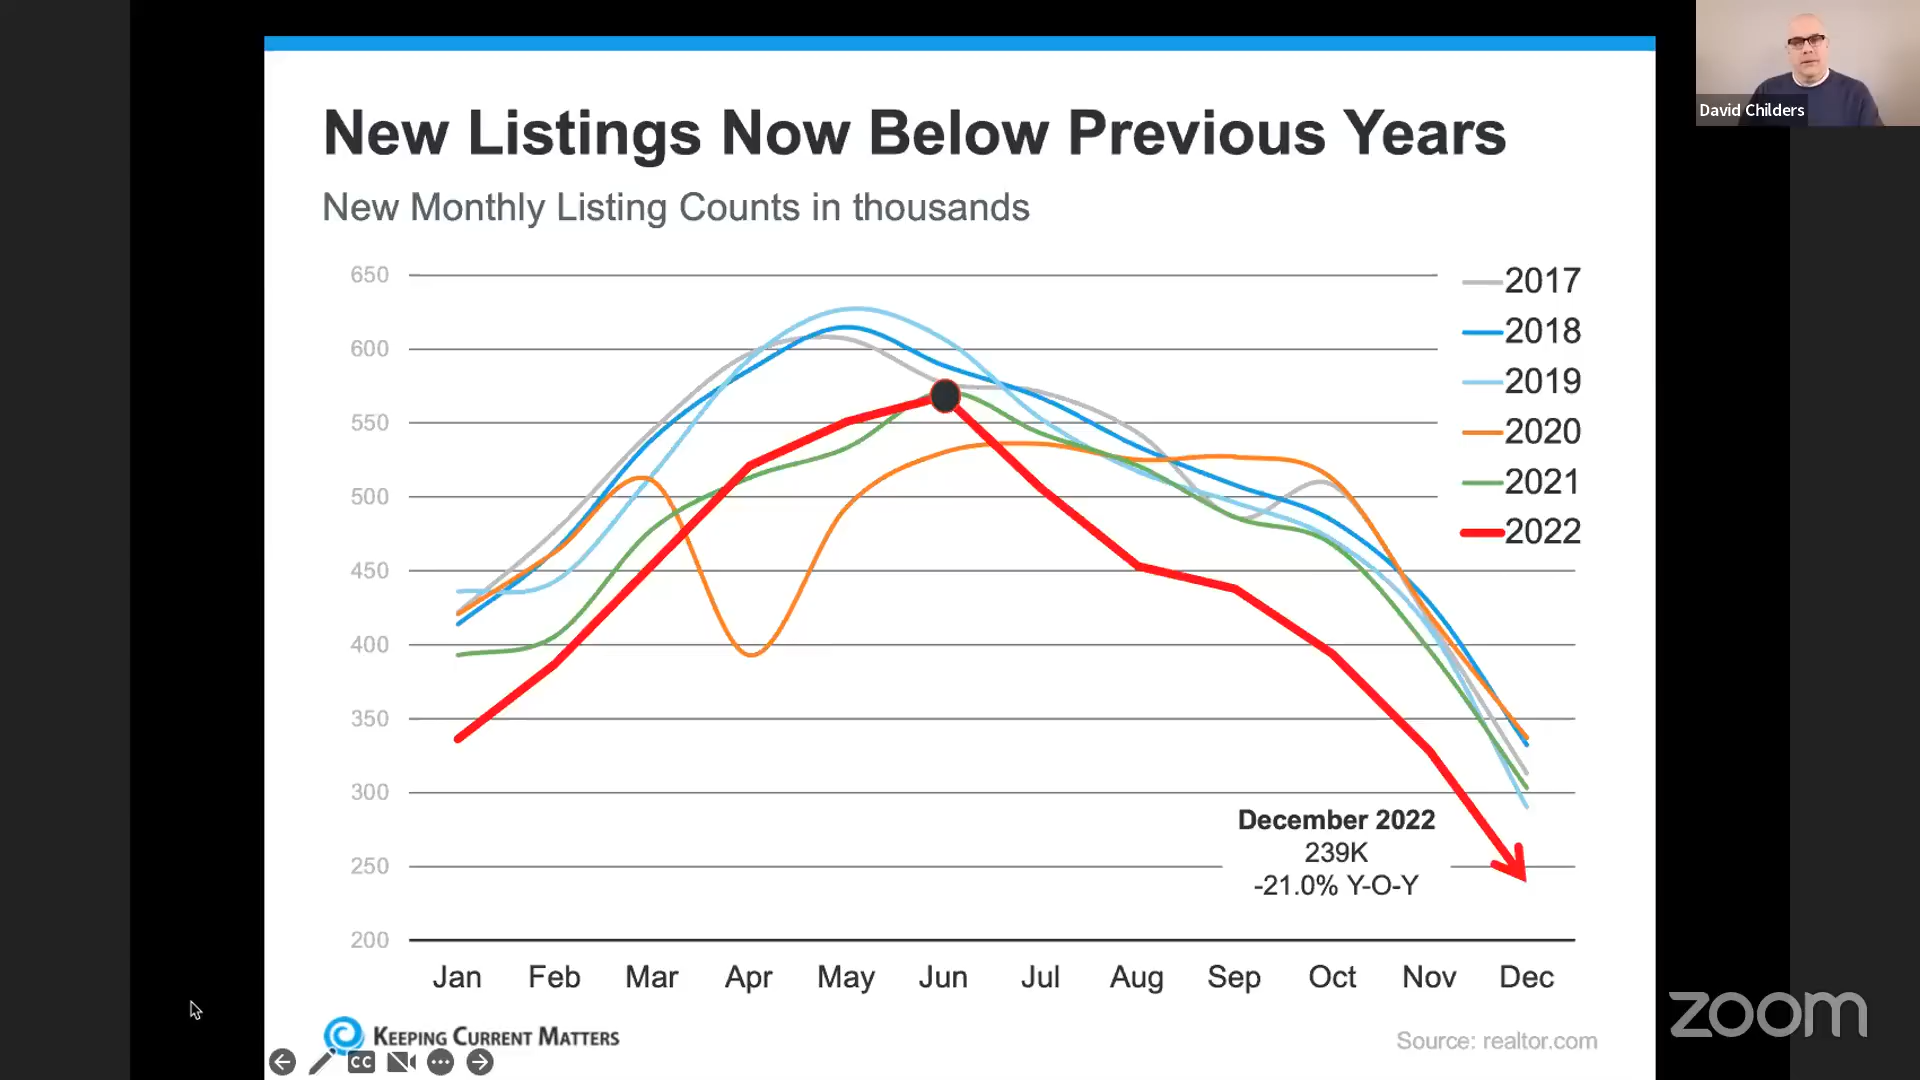 David Childers
New Listings Now Below Previous Years
New Monthly Listing Counts in thousands
650
600
550
500
450
400
350
300
250
200
2017
2018
2019
2020
2021
2022
December 2022
239K
-21.0% Y-O-Y
Jan Feb Mar Apr May Jun Jul Aug Sep Oct Nov Dec
KEEPING CURRENT MATTERS
Source: realtor.com
CC
zoom